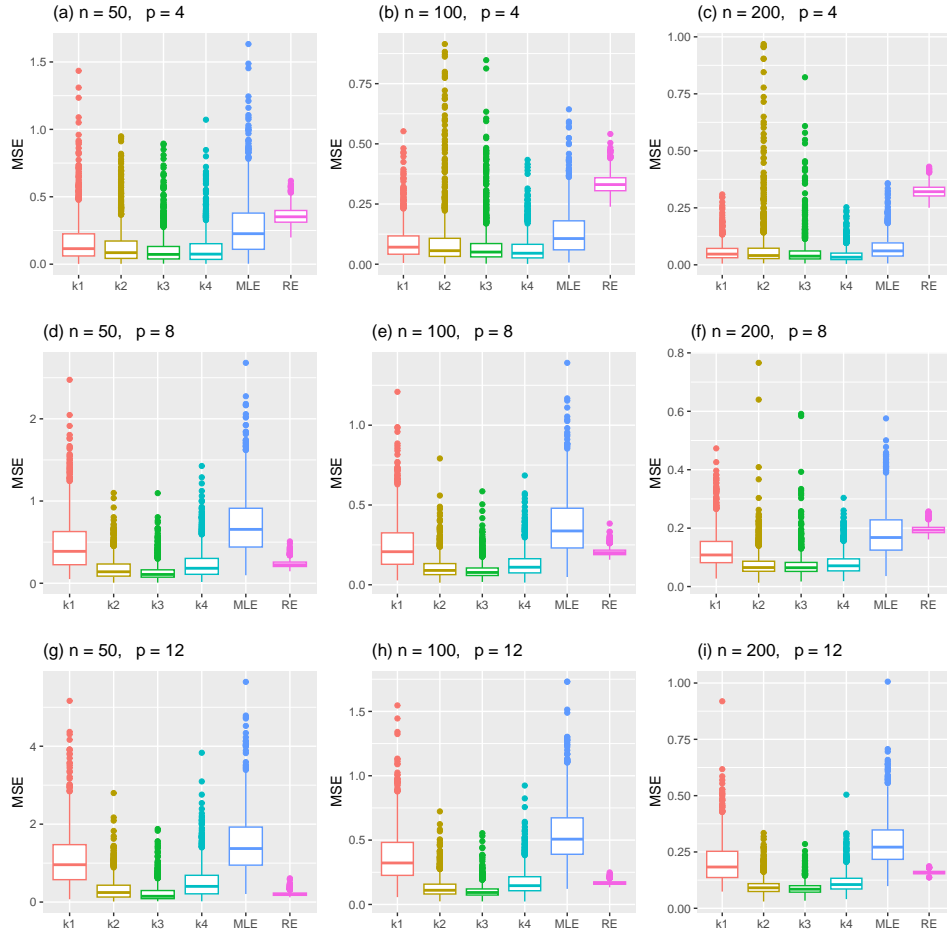 (a) n = 50,   p = 4
(b) n = 100,   p = 4
(c) n = 200,   p = 4
MSE
1.5
1.0
0.5
0.0
k1 k2 k3 k4 MLE RE
MSE
0.75
0.50
0.25
0.00
k1 k2 k3 k4 MLE RE
MSE
1.00
0.75
0.50
0.25
0.00
k1 k2 k3 k4 MLE RE
(d) n = 50,   p = 8
(e) n = 100,   p = 8
(f) n = 200,   p = 8
MSE
2
1
0
k1 k2 k3 k4 MLE RE
MSE
1.0
0.5
0.0
k1 k2 k3 k4 MLE RE
MSE
0.8
0.6
0.4
0.2
0.0
k1 k2 k3 k4 MLE RE
(g) n = 50,   p = 12
(h) n = 100,   p = 12
(i) n = 200,   p = 12
MSE
4
2
0
k1 k2 k3 k4 MLE RE
MSE
1.5
1.0
0.5
0.0
k1 k2 k3 k4 MLE RE
MSE
1.00
0.75
0.50
0.25
0.00
k1 k2 k3 k4 MLE RE